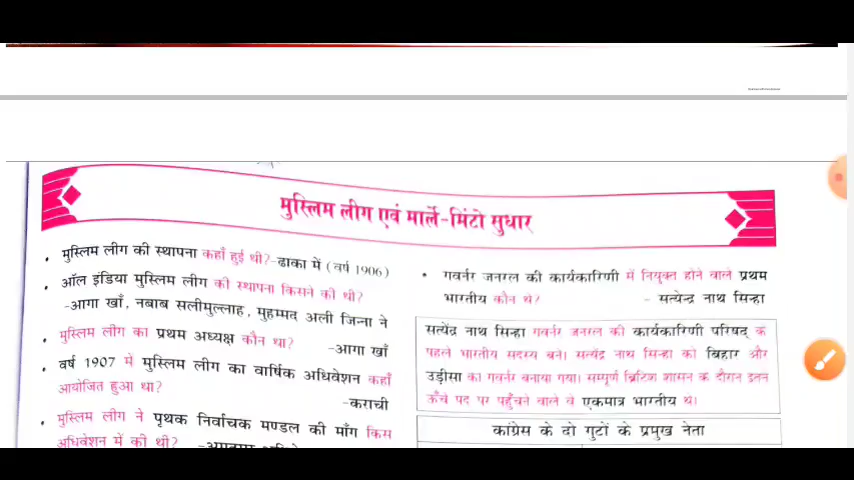 मुस्लिम लीग एवं मार्ले-मिंटो सुधार
• मुस्लिम लीग की स्थापना कहाँ हुई थी? -ढाका में (वर्ष 1906)
• ऑल इंडिया मुस्लिम लीग की स्थापना किसने की थी?
-आगा खाँ, नबाब सलीमुल्लाह, मुहम्मद अली जिन्ना ने
• मुस्लिम लीग का प्रथम अध्यक्ष कौन था? -आगा खाँ
• वर्ष 1907 में मुस्लिम लीग का वार्षिक अधिवेशन कहाँ
आयोजित हुआ था? -कराची
• मुस्लिम लीग ने पृथक निर्वाचक मण्डल की माँग किस
अधिवेशन में की थी?
• गवर्नर जनरल की कार्यकारिणी में नियुक्त होने वाले प्रथम
भारतीय कौन थे? - सत्येन्द्र नाथ सिन्हा
सत्येंद्र नाथ सिन्हा गवर्नर जनरल की कार्यकारिणी परिषद् के
पहले भारतीय सदस्य बने। सत्येंद्र नाथ सिन्हा को बिहार और
उड़ीसा का गवर्नर बनाया गया। सम्पूर्ण ब्रिटिश शासन के दौरान इतने
ऊँचे पद पर पहुँचने वाले वे एकमात्र भारतीय थे।
कांग्रेस के दो गुटों के प्रमुख नेता